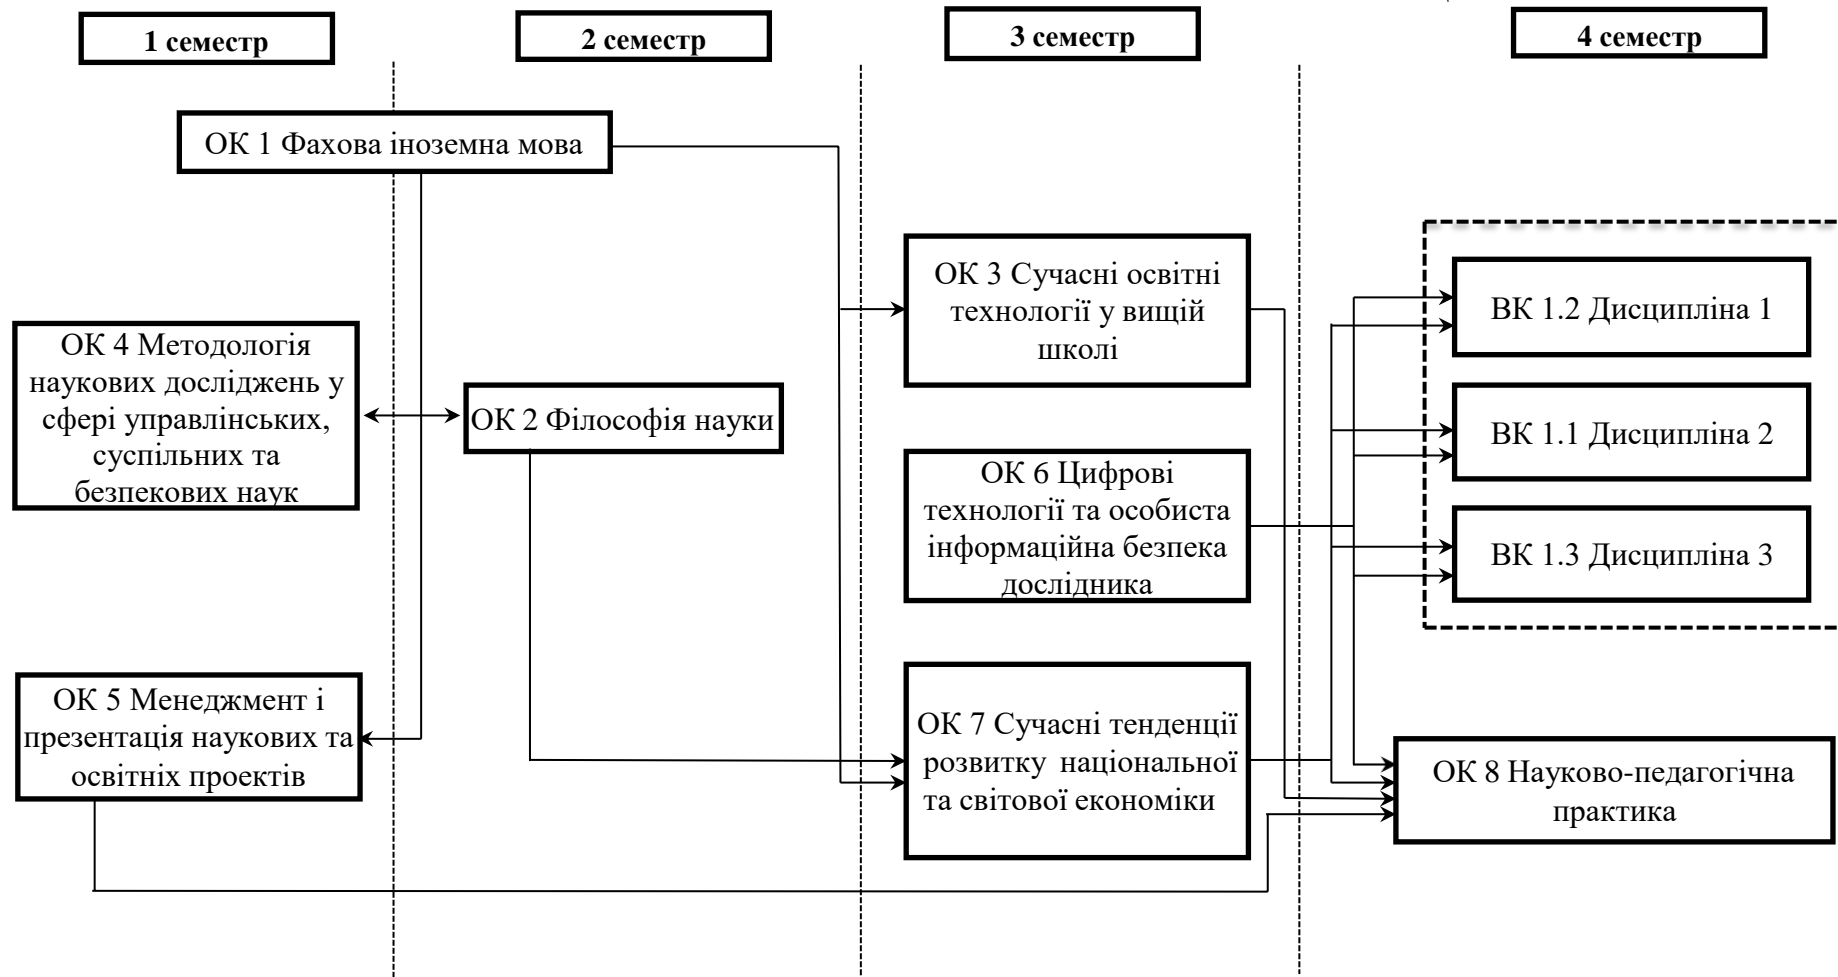 1 семестр
2 семестр
3 семестр
4 семестр
ОК 1 Фахова іноземна мова
ОК 4 Методологія
наукових досліджень у
сфері управлінських,
суспільних та
безпекових наук
ОК 5 Менеджмент і
презентація наукових та
освітніх проектів
ОК 2 Філософія науки
ОК 3 Сучасні освітні
технології у вищій
школі
ОК 6 Цифрові
технології та особиста
інформаційна безпека
дослідника
ОК 7 Сучасні тенденції
розвитку національної
та світової економіки
ВК 1.2 Дисципліна 1
ВК 1.1 Дисципліна 2
ВК 1.3 Дисципліна 3
ОК 8 Науково-педагогічна
практика